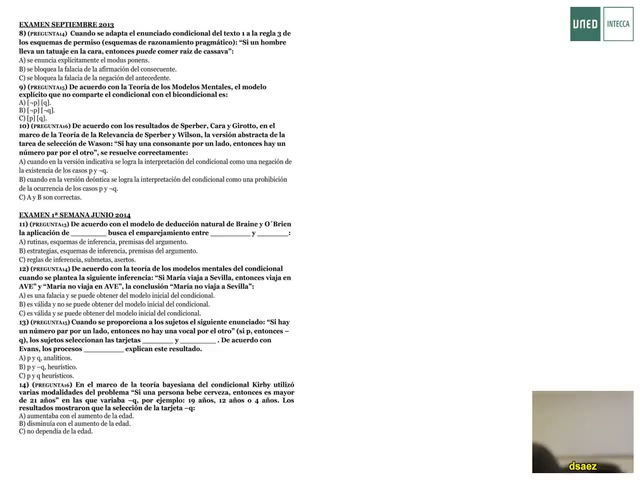 EXAMEN SEPTIEMBRE 2013
8) (PREGUNTA14) Cuando se adapta el enunciado condicional del texto 1 a la regla 3 de
los esquemas de permiso (esquemas de razonamiento pragmático): “Si un hombre
lleva un tatuaje en la cara, entonces puede comer raíz de cassava”:
A) se enuncia explícitamente el modus ponens.
B) se bloquea la falacia de la afirmación del consecuente.
C) se bloquea la falacia de la negación del antecedente.
9) (PREGUNTA15) De acuerdo con la Teoría de los Modelos Mentales, el modelo
explícito que no comparte el condicional con el bicondicional es:
A) [¬p] [q].
B) [¬p] [¬q].
C) [p] [q].
10) (PREGUNTA16) De acuerdo con los resultados de Sperber, Cara y Girotto, en el
marco de la Teoría de la Relevancia de Sperber y Wilson, la versión abstracta de la
tarea de selección de Wason: “Si hay una consonante por un lado, entonces hay un
número par por el otro”, se resuelve correctamente:
A) cuando en la versión indicativa se logra la interpretación del condicional como una negación de
la existencia de los casos p y ¬q.
B) cuando en la versión deóntica se logra la interpretación del condicional como una prohibición
de la ocurrencia de los casos p y ¬q.
C) A y B son correctas.
EXAMEN 1ª SEMANA JUNIO 2014
11) (PREGUNTA13) De acuerdo con el modelo de deducción natural de Braine y O´Brien
la aplicación de ________ busca el emparejamiento entre _________ y _______:
A) rutinas, esquemas de inferencia, premisas del argumento.
B) estrategias, esquemas de inferencia, premisas del argumento.
C) reglas de inferencia, submetas, asertos.
12) (PREGUNTA14) De acuerdo con la teoría de los modelos mentales del condicional
cuando se plantea la siguiente inferencia: “Si María viaja a Sevilla, entonces viaja en
AVE” y “María no viaja en AVE”, la conclusión “María no viaja a Sevilla”:
A) es una falacia y se puede obtener del modelo inicial del condicional.
B) es válida y no se puede obtener del modelo inicial del condicional.
C) es válida y se puede obtener del modelo inicial del condicional.
13) (PREGUNTA15) Cuando se proporciona a los sujetos el siguiente enunciado: “Si hay
un número par por un lado, entonces no hay una vocal por el otro” (si p, entonces –
q), los sujetos seleccionan las tarjetas _______ y ________ . De acuerdo con
Evans, los procesos _________ explican este resultado.
A) p y q, analíticos.
B) p y –q, heurístico.
C) p y q heurísticos.
14) (PREGUNTA16) En el marco de la teoría bayesiana del condicional Kirby utilizó
varias modalidades del problema “Si una persona bebe cerveza, entonces es mayor
de 21 años” en las que variaba –q, por ejemplo: 19 años, 12 años o 4 años. Los
resultados mostraron que la selección de la tarjeta –q:
A) aumentaba con el aumento de la edad.
B) disminuía con el aumento de la edad.
C) no dependía de la edad.
UNED
INTECCA
dsaez